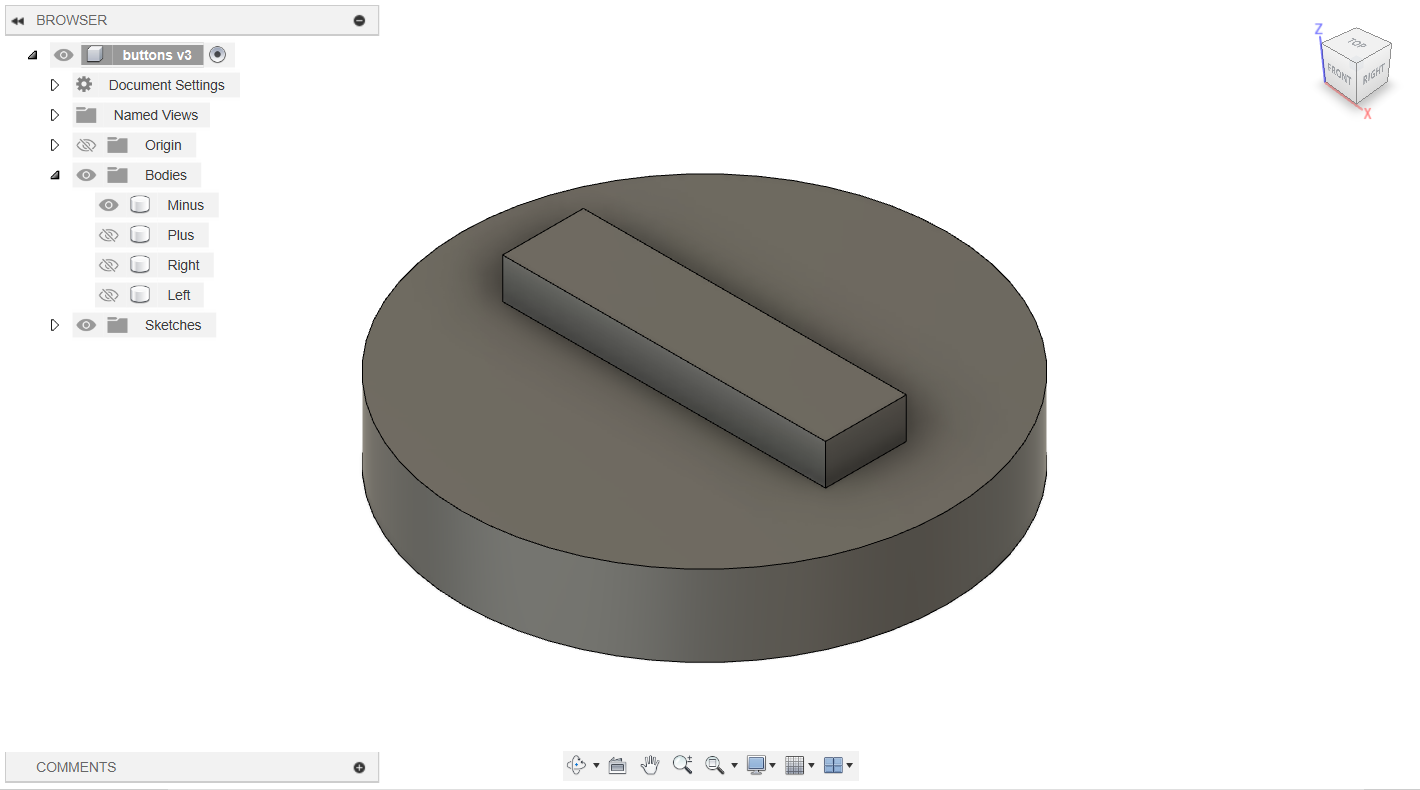 BROWSER
buttons v3
Document Settings
Named Views
Origin
Bodies
Minus
Plus
Right
Left
Sketches
Z
TOP
FRONT RIGHT
X
COMMENTS